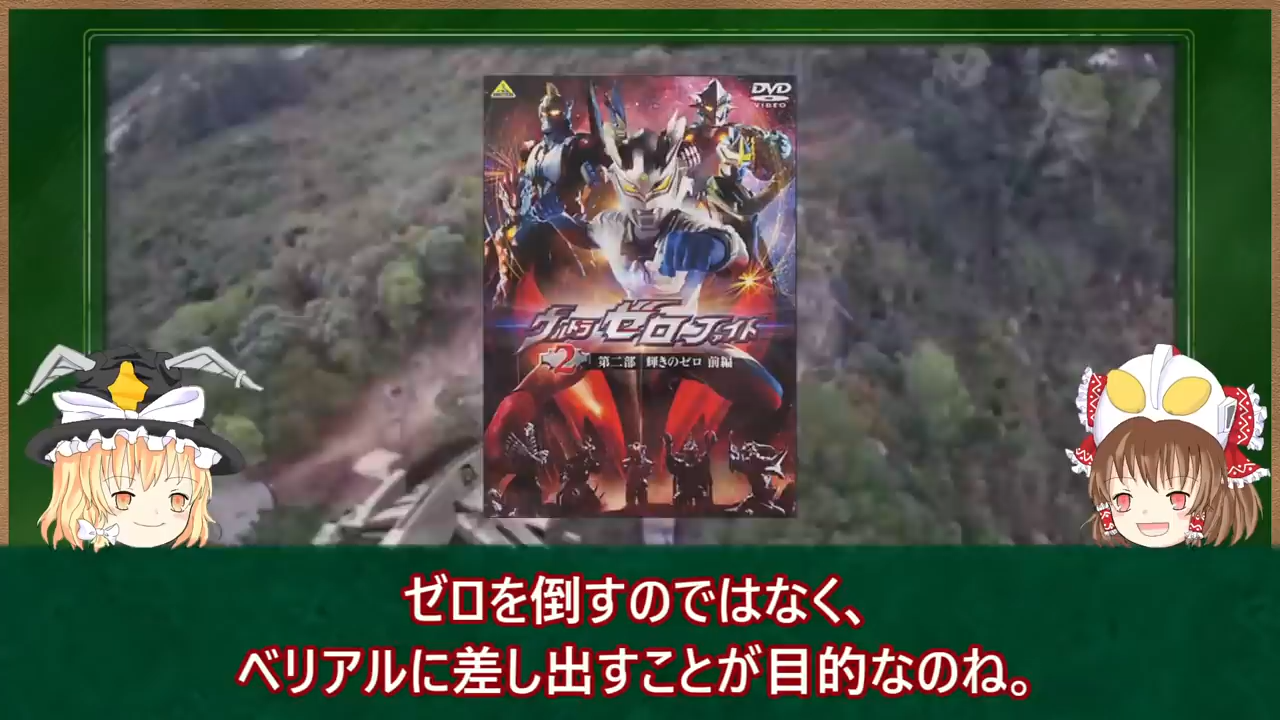 DVD
VIDEO
ウルトラゼロファイト
2 第二部 輝きのゼロ 前編
ゼロを倒すのではなく、
ベリアルに差し出すことが目的なのね。